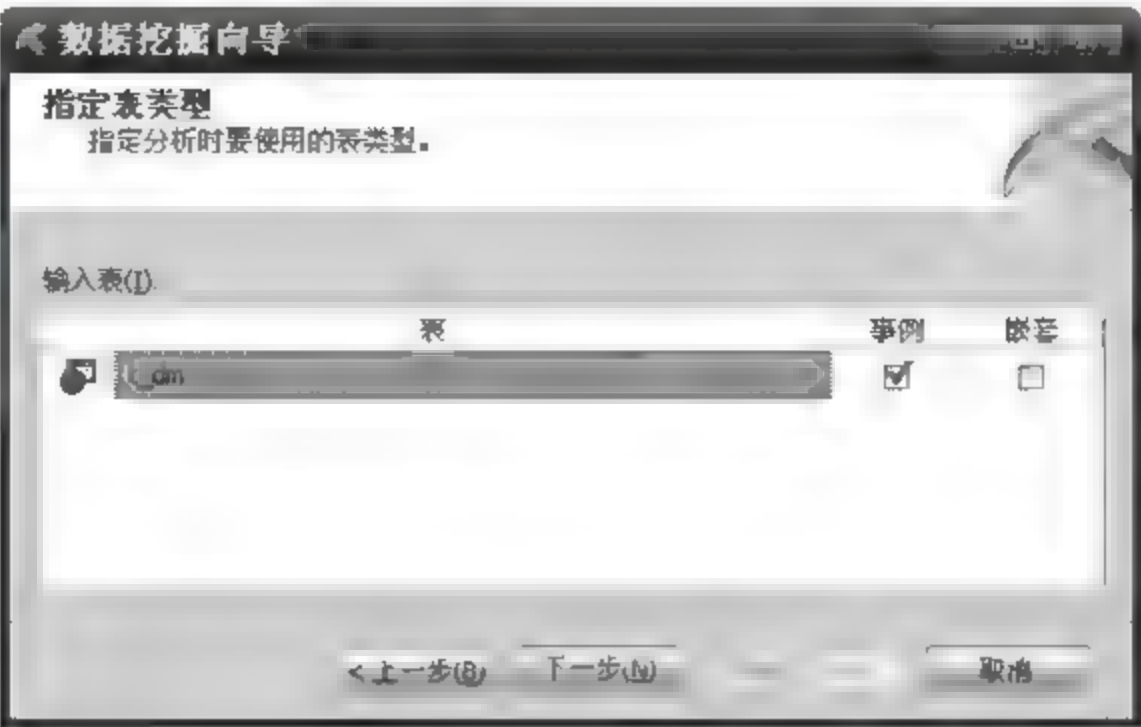 数据挖掘向导
指定表类型
指定分析时要使用的表类型。
输入表(I)
表 事例 嵌套
dm
<上一步(B) 下一步(N) 取消